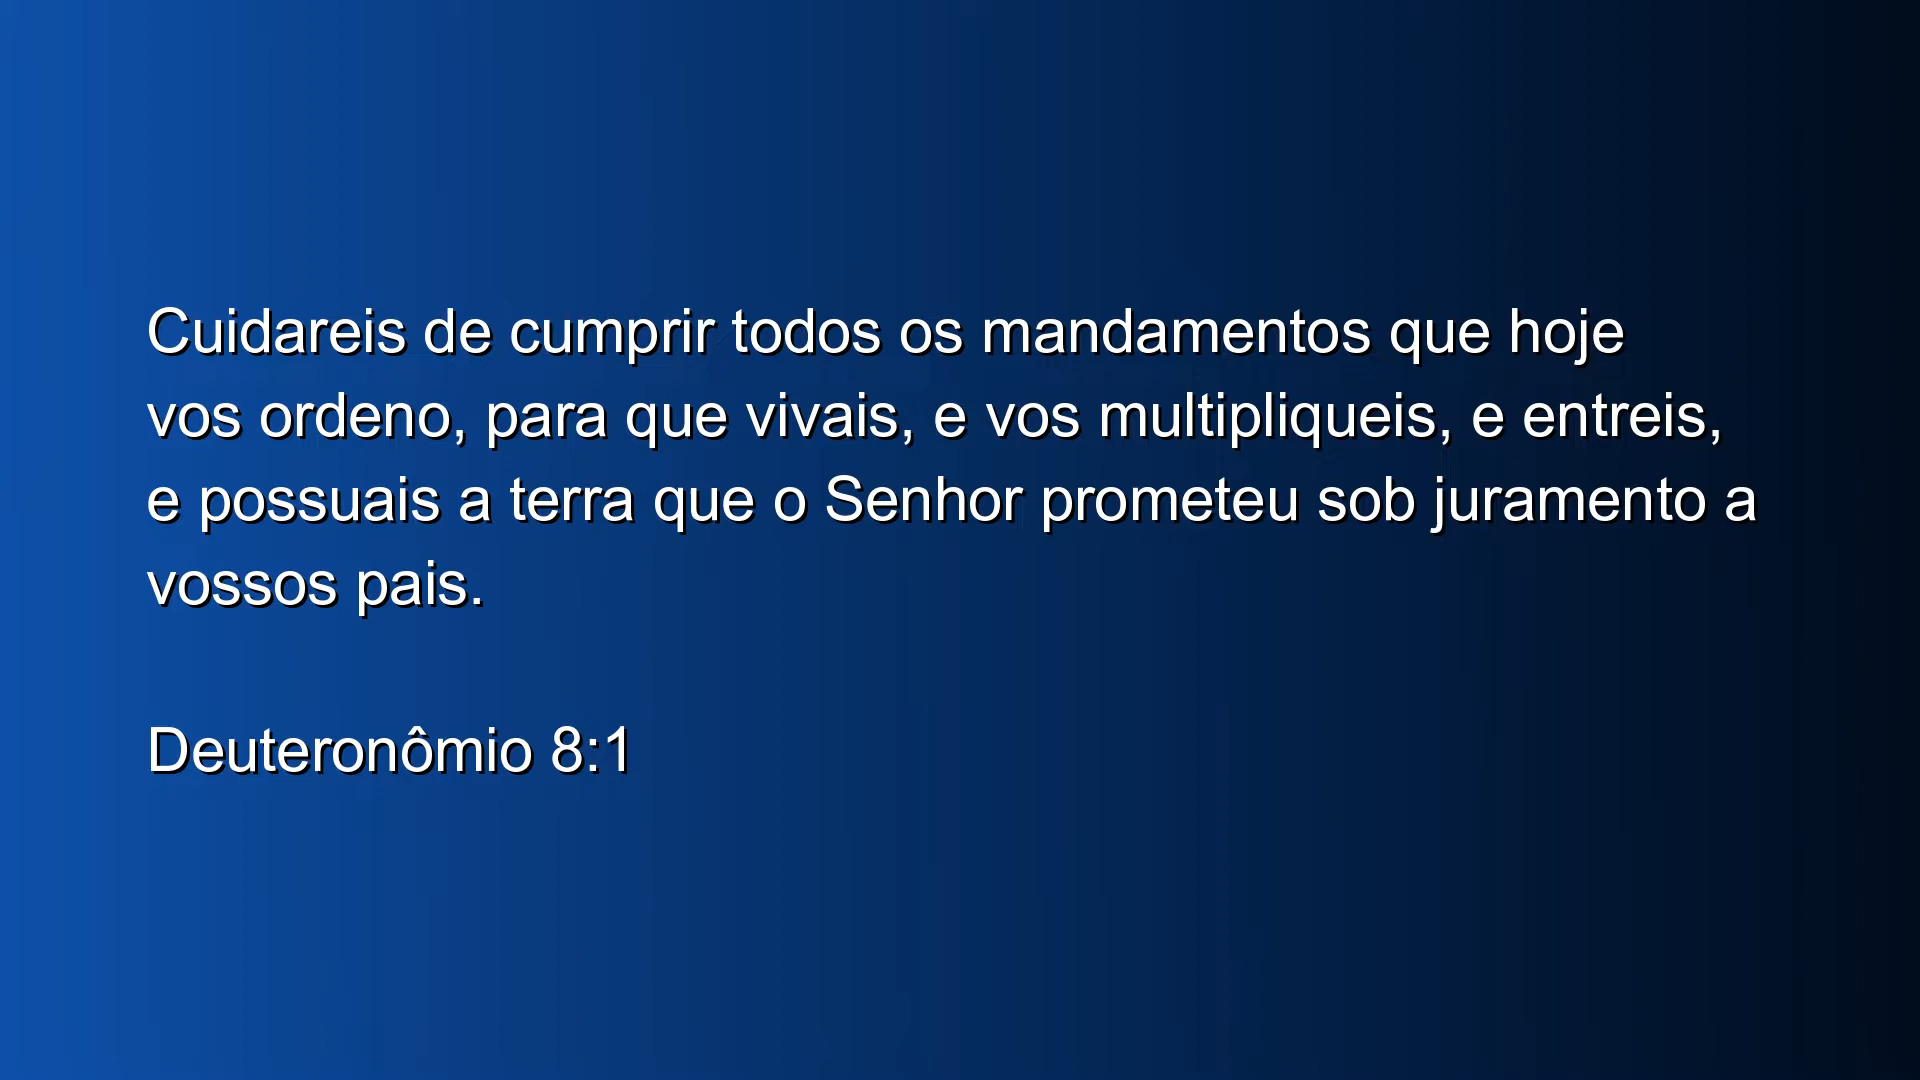 Cuidareis de cumprir todos os mandamentos que hoje
vos ordeno, para que vivais, e vos multipliqueis, e entreis,
e possuais a terra que o Senhor prometeu sob juramento a
vossos pais.
Deuteronômio 8:1